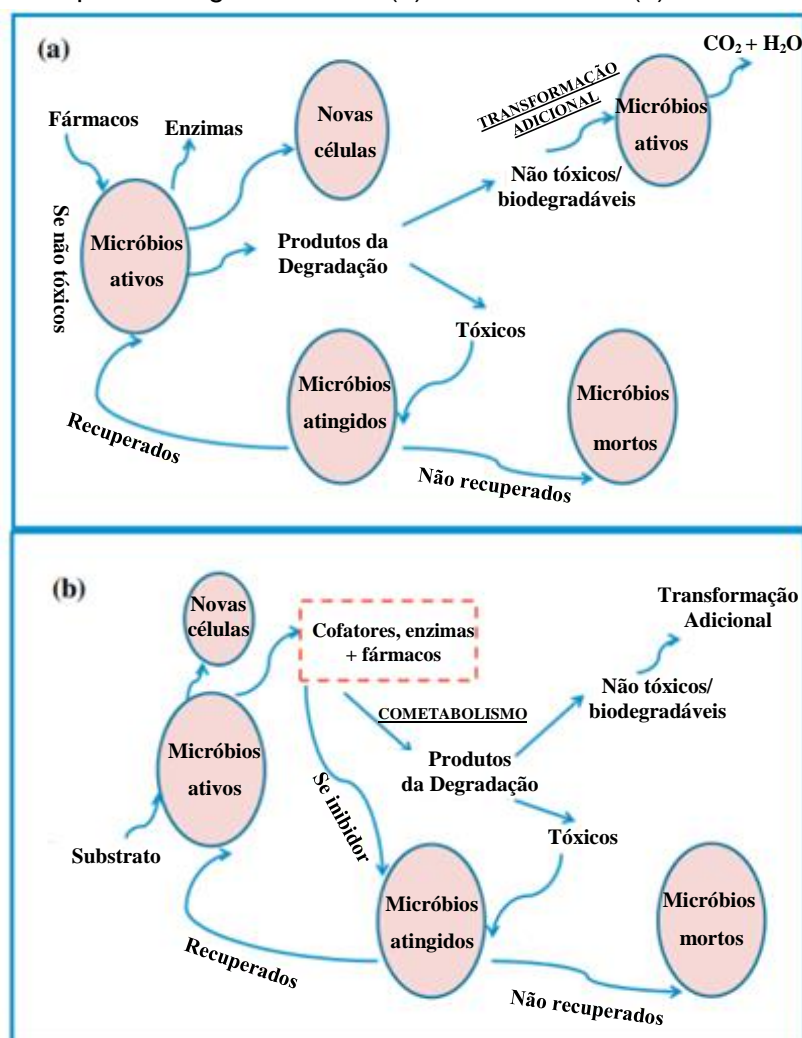 (a)
CO₂ + H₂O
TRANSFORMAÇÃO
ADICIONAL
Micróbios
ativos
Novas
células
Fármacos
Enzimas
Não tóxicos/
biodegradáveis
Se não tóxicos
Micróbios
ativos
Produtos da
Degradação
Tóxicos
Micróbios
atingidos
Micróbios
mortos
Recuperados
Não recuperados
(b)
Novas
células
Cofatores, enzimas
+ fármacos
Transformação
Adicional
Não tóxicos/
biodegradáveis
COMETABOLISMO
Micróbios
ativos
Produtos
da Degradação
Se inibidor
Substrato
Tóxicos
Micróbios
atingidos
Micróbios
mortos
Recuperados
Não recuperados